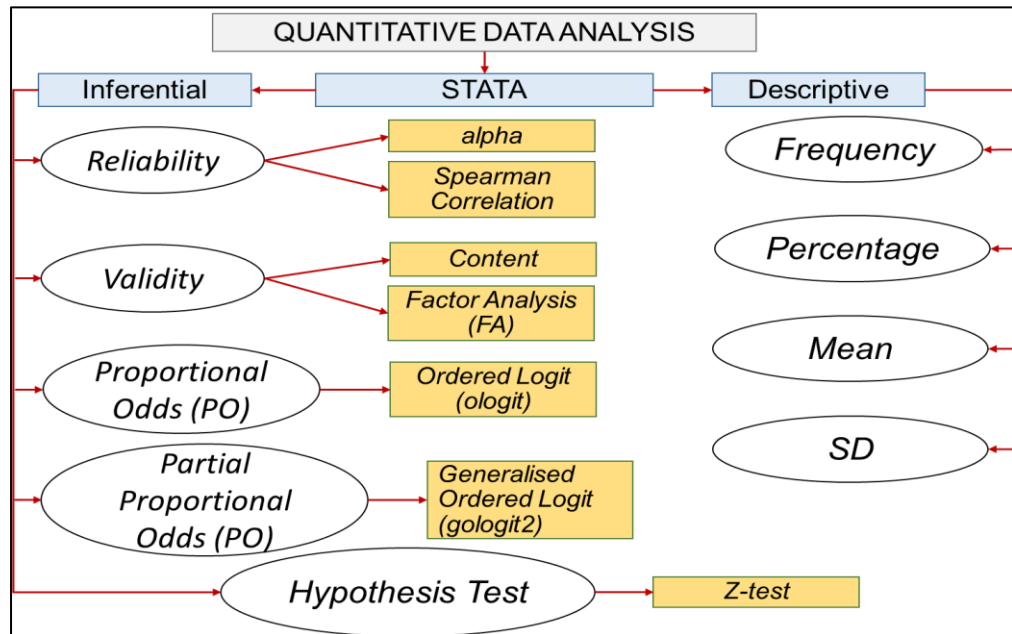 QUANTITATIVE DATA ANALYSIS
Inferential
STATA
Descriptive
Reliability
alpha
Spearman
Correlation
Frequency
Validity
Content
Factor Analysis
(FA)
Percentage
Proportional
Odds (PO)
Ordered Logit
(ologit)
Mean
Partial
Proportional
Odds (PO)
Generalised
Ordered Logit
(gologit2)
SD
Hypothesis Test
Z-test